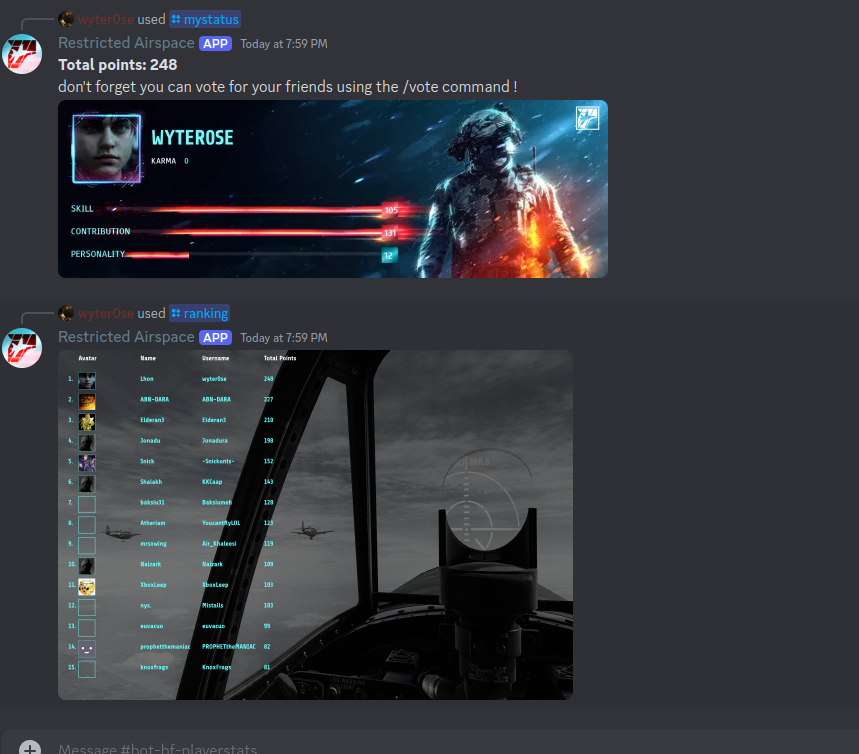 wyter0se used mystatus
Restricted Airspace APP Today at 7:59 PM
Total points: 248
don't forget you can vote for your friends using the /vote command !
WYTEROSE
KARMA 0
SKILL 105
CONTRIBUTION 131
PERSONALITY 12
wyter0se used ranking
Restricted Airspace APP Today at 7:59 PM
Avatar Name Username Total Points
1. Lhon wyter0se 248
2. ABN-DARA ABN-DARA 227
3. Elderan3 Elderan3 210
4. Jonadu Jonadura 198
5. Snick -Snickunts- 152
6. Shalakh KKCaap 143
7. baksiu31 Baksiumeh 128
8. Atheriam YoucantflyLOL
9. mrsxwing Air_Khaleesi 119
10. Naizark Naizark 109
11. XboxLeep XboxLeep 103
12. nys. Mistalls 103
13. euvacuo euvacuo 99
14. prophetthemaniac PROPHETtheMANIAC 82
15. knoxfrags KnoxFrags 81
Message #bot-bf-playerstats